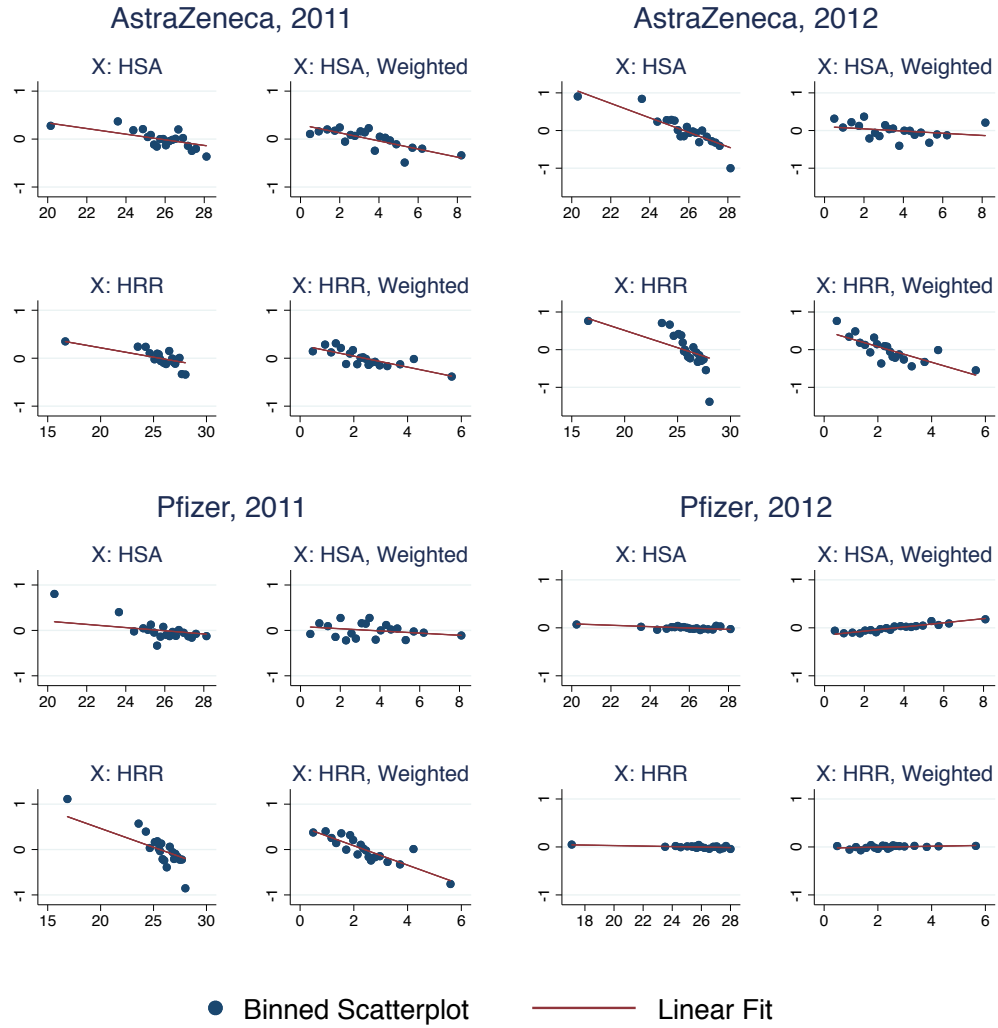 AstraZeneca, 2011
AstraZeneca, 2012
X: HSA
X: HSA, Weighted
X: HSA
X: HSA, Weighted
1
0
-1
20 22 24 26 28
1
0
-1
0 2 4 6 8
1
0
-1
20 22 24 26 28
1
0
-1
0 2 4 6 8
X: HRR
X: HRR, Weighted
X: HRR
X: HRR, Weighted
1
0
-1
15 20 25 30
1
0
-1
0 2 4 6
1
0
-1
15 20 25 30
1
0
-1
0 2 4 6
Pfizer, 2011
Pfizer, 2012
X: HSA
X: HSA, Weighted
X: HSA
X: HSA, Weighted
1
0
-1
20 22 24 26 28
1
0
-1
0 2 4 6 8
1
0
-1
20 22 24 26 28
1
0
-1
0 2 4 6 8
X: HRR
X: HRR, Weighted
X: HRR
X: HRR, Weighted
1
0
-1
15 20 25 30
1
0
-1
0 2 4 6
1
0
-1
18 20 22 24 26 28
1
0
-1
0 2 4 6
Binned Scatterplot
Linear Fit